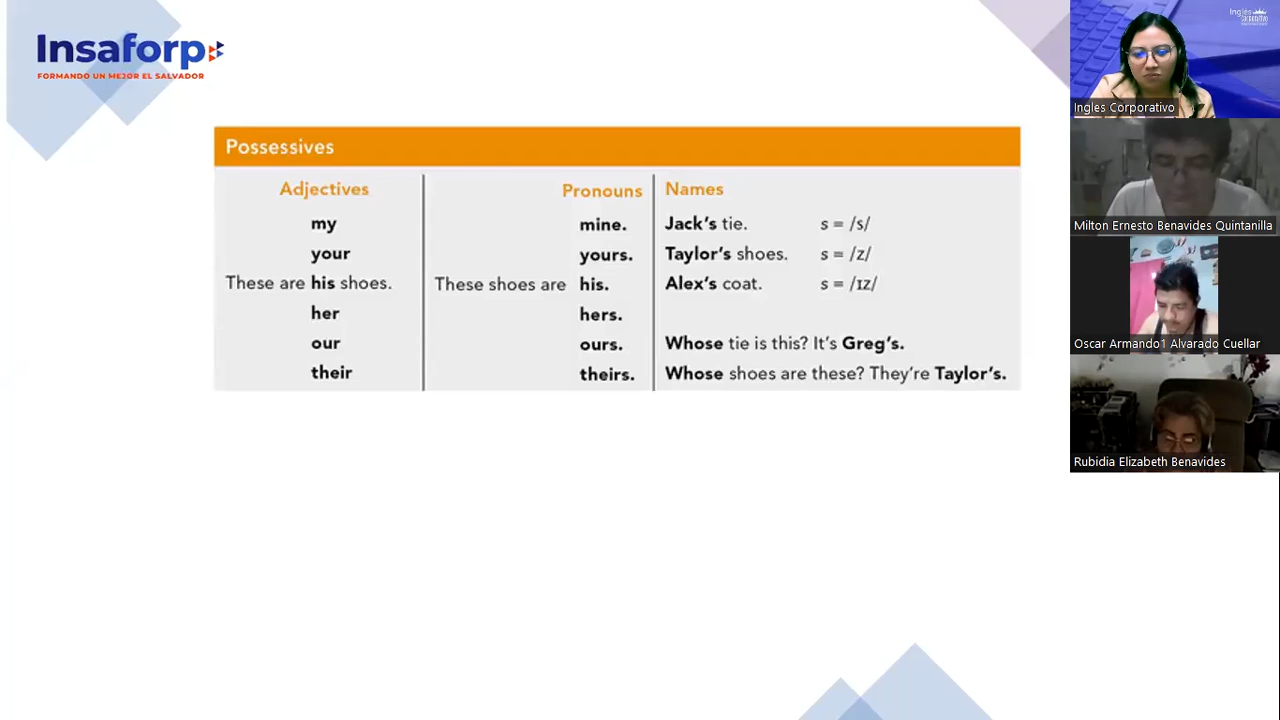 Insaforp
FORMANDO UN MEJOR EL SALVADOR
Possessives
Adjectives
my
your
These are his shoes.
her
our
their
Pronouns
mine.
yours.
These shoes are his.
hers.
ours.
theirs.
Names
Jack's tie. s = /s/
Taylor's shoes. s = /z/
Alex's coat. s = /ɪz/
Whose tie is this? It's Greg's.
Whose shoes are these? They're Taylor's.
Ingles
Ingles Corporativo
Milton Ernesto Benavides Quintanilla
Oscar Armando1 Alvarado Cuellar
Rubidia Elizabeth Benavides